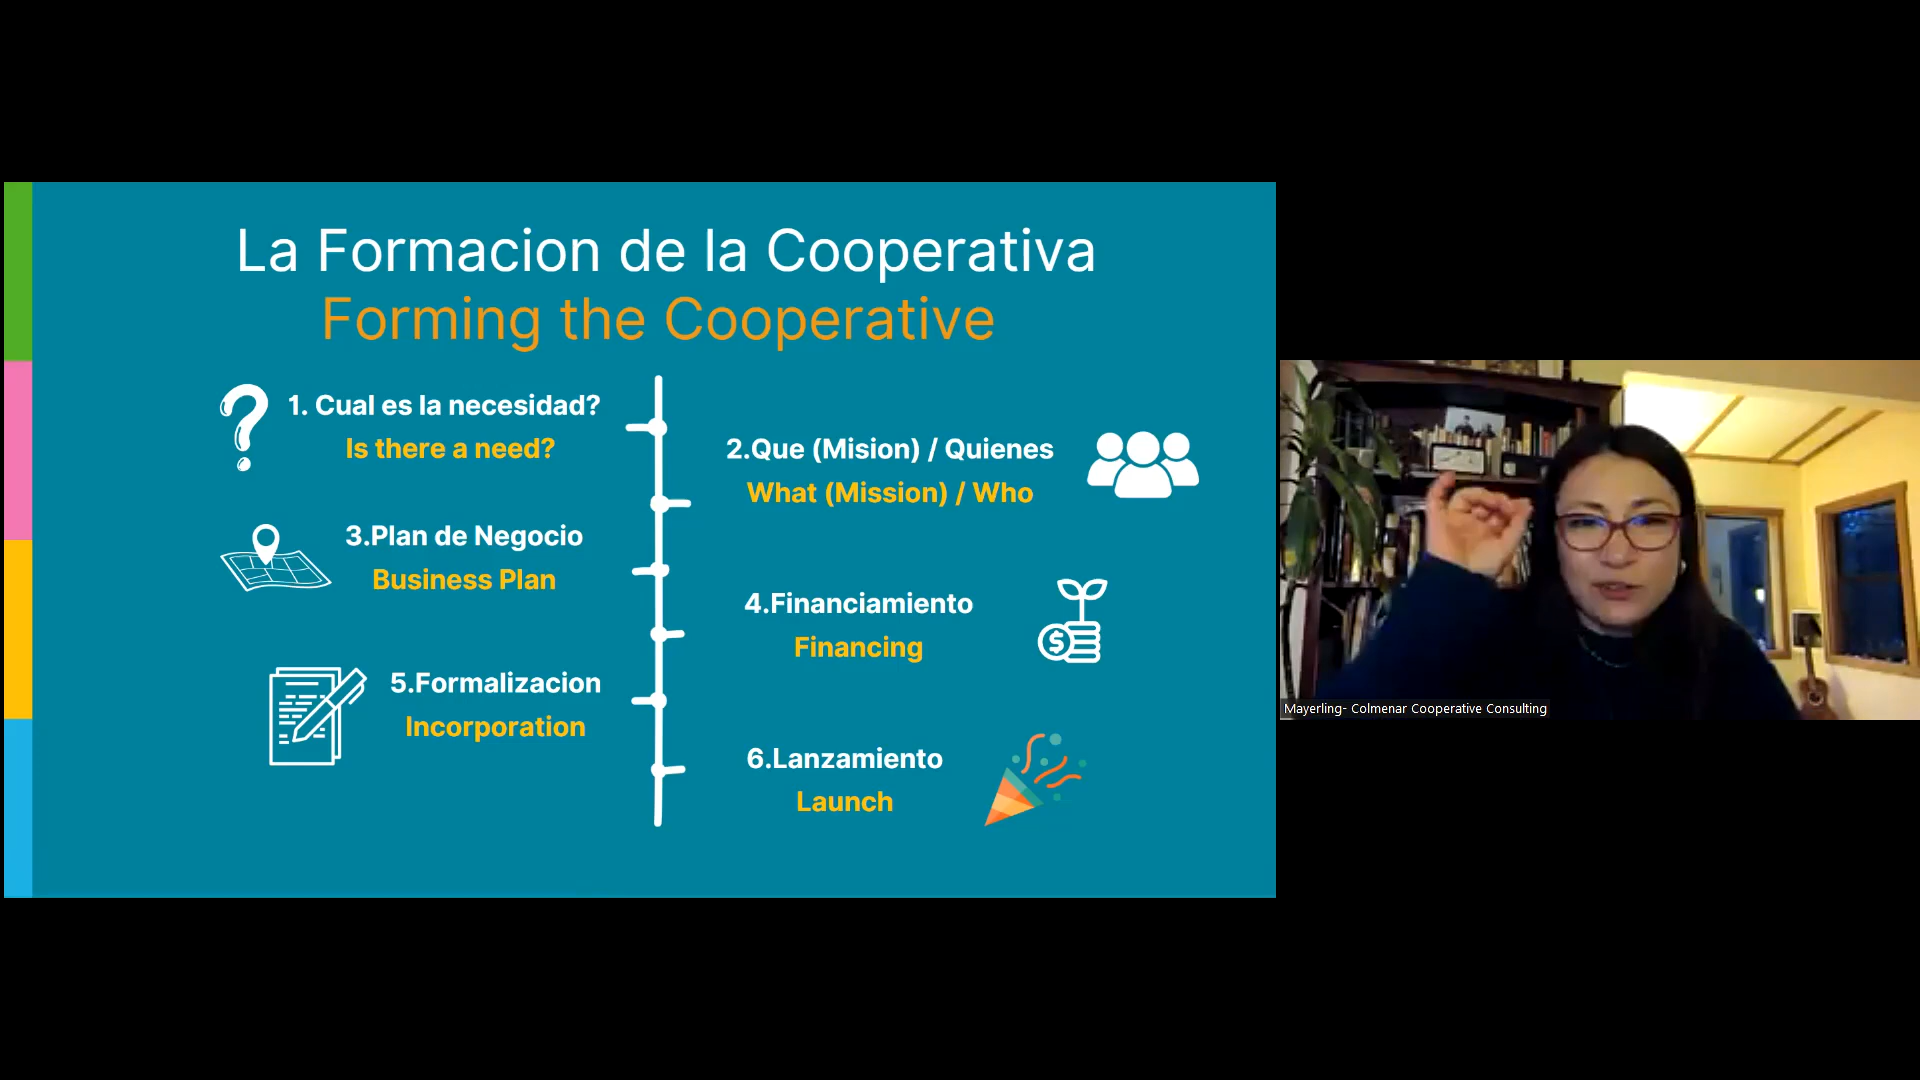 La Formacion de la Cooperativa
Forming the Cooperative
1. Cual es la necesidad?
Is there a need?
2.Que (Mision) / Quienes
What (Mission) / Who
3.Plan de Negocio
Business Plan
4.Financiamiento
Financing
$
5.Formalizacion
Incorporation
6.Lanzamiento
Launch
Mayerling- Colmenar Cooperative Consulting